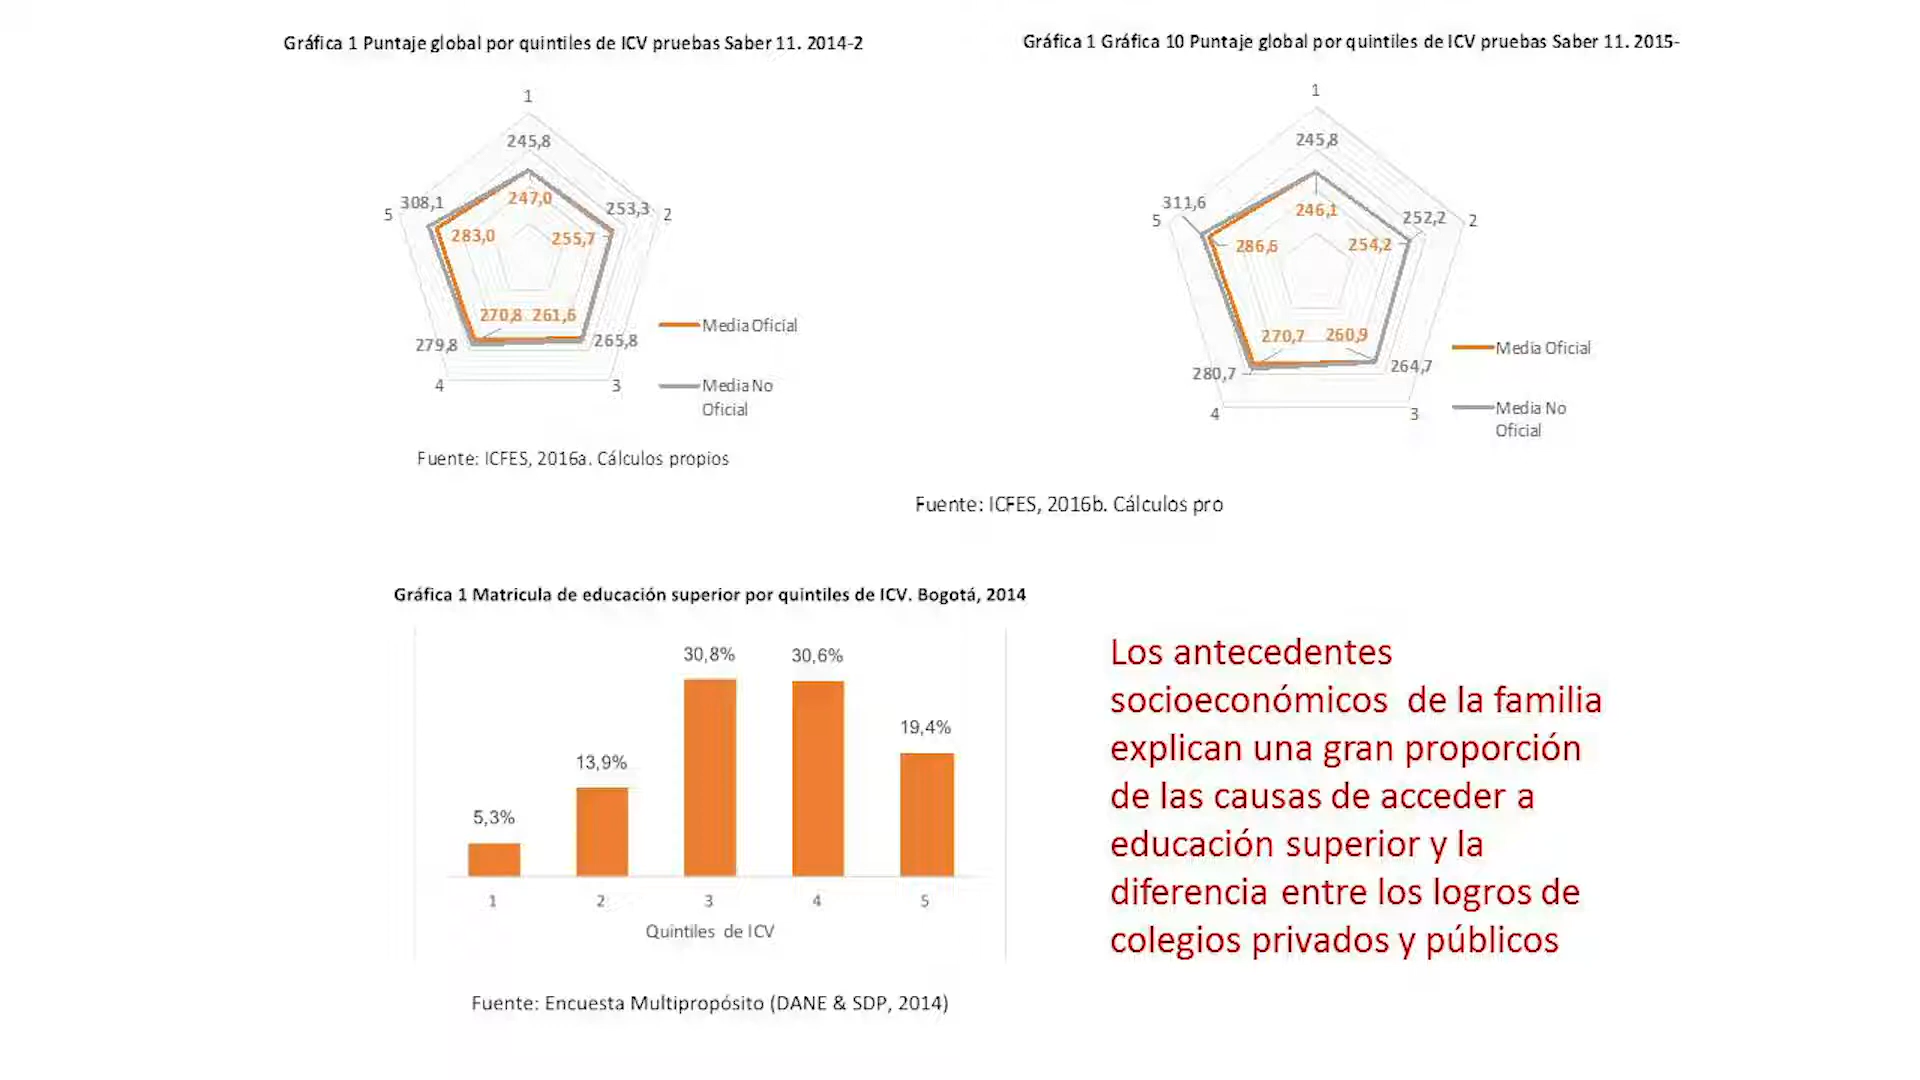 Gráfica 1 Puntaje global por quintiles de ICV pruebas Saber 11. 2014-2
1
245,8
247,0
5
308,1
253,3
2
283,0
255,7
270,8
261,6
279,8
265,8
4
3
Media Oficial
Media No
Oficial
Fuente: ICFES, 2016a. Cálculos propios
Gráfica 1 Gráfica 10 Puntaje global por quintiles de ICV pruebas Saber 11. 2015-
1
245,8
246,1
5
311,6
252,2
2
286,6
254,2
270,7
260,9
280,7
264,7
4
3
Media Oficial
Media No
Oficial
Fuente: ICFES, 2016b. Cálculos pro
Gráfica 1 Matricula de educación superior por quintiles de ICV. Bogotá, 2014
5,3%
13,9%
30,8%
30,6%
19,4%
1
2
3
4
5
Quintiles de ICV
Fuente: Encuesta Multipropósito (DANE & SDP, 2014)
Los antecedentes
socioeconómicos de la familia
explican una gran proporción
de las causas de acceder a
educación superior y la
diferencia entre los logros de
colegios privados y públicos